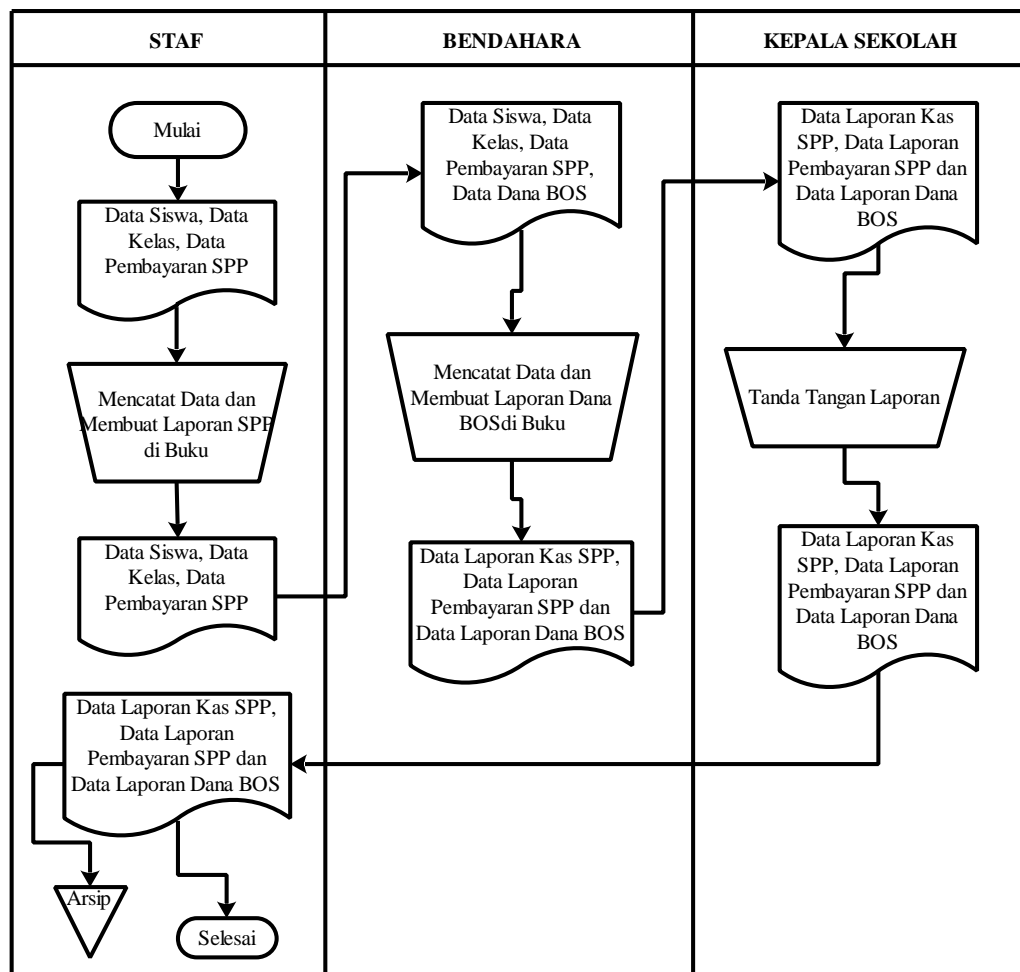 STAF
BENDAHARA
KEPALA SEKOLAH
Mulai
Data Siswa, Data
Kelas, Data
Pembayaran SPP
Mencatat Data dan
Membuat Laporan SPP
di Buku
Data Siswa, Data
Kelas, Data
Pembayaran SPP
Data Siswa, Data
Kelas, Data
Pembayaran SPP,
Data Dana BOS
Mencatat Data dan
Membuat Laporan Dana
BOSdi Buku
Data Laporan Kas SPP,
Data Laporan
Pembayaran SPP dan
Data Laporan Dana BOS
Data Laporan Kas
SPP, Data Laporan
Pembayaran SPP dan
Data Laporan Dana
BOS
Tanda Tangan Laporan
Data Laporan Kas
SPP, Data Laporan
Pembayaran SPP dan
Data Laporan Dana
BOS
Data Laporan Kas SPP,
Data Laporan
Pembayaran SPP dan
Data Laporan Dana BOS
Arsip
Selesai